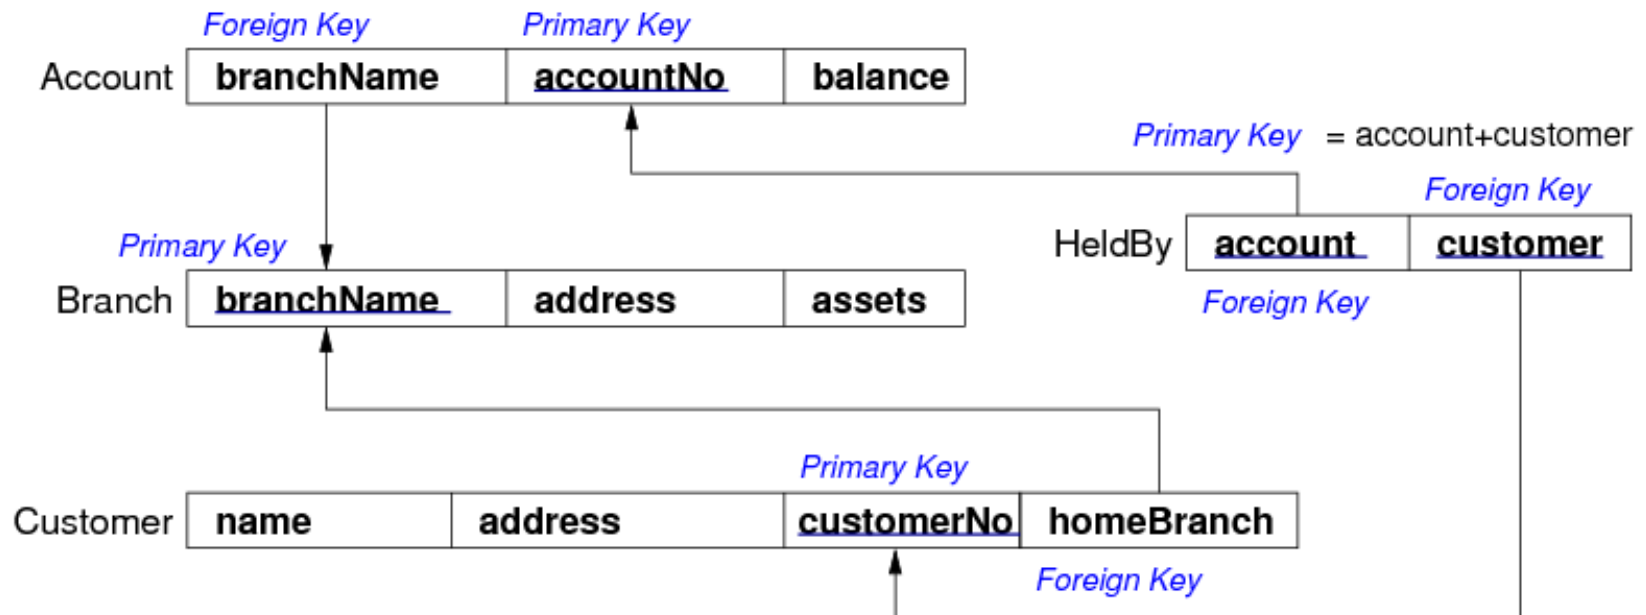 Foreign Key Primary Key
Account branchName accountNo balance
Primary Key = account+customer
Foreign Key
Primary Key
HeldBy account customer
Branch branchName address assets
Foreign Key
Primary Key
Customer name address customerNo homeBranch
Foreign Key